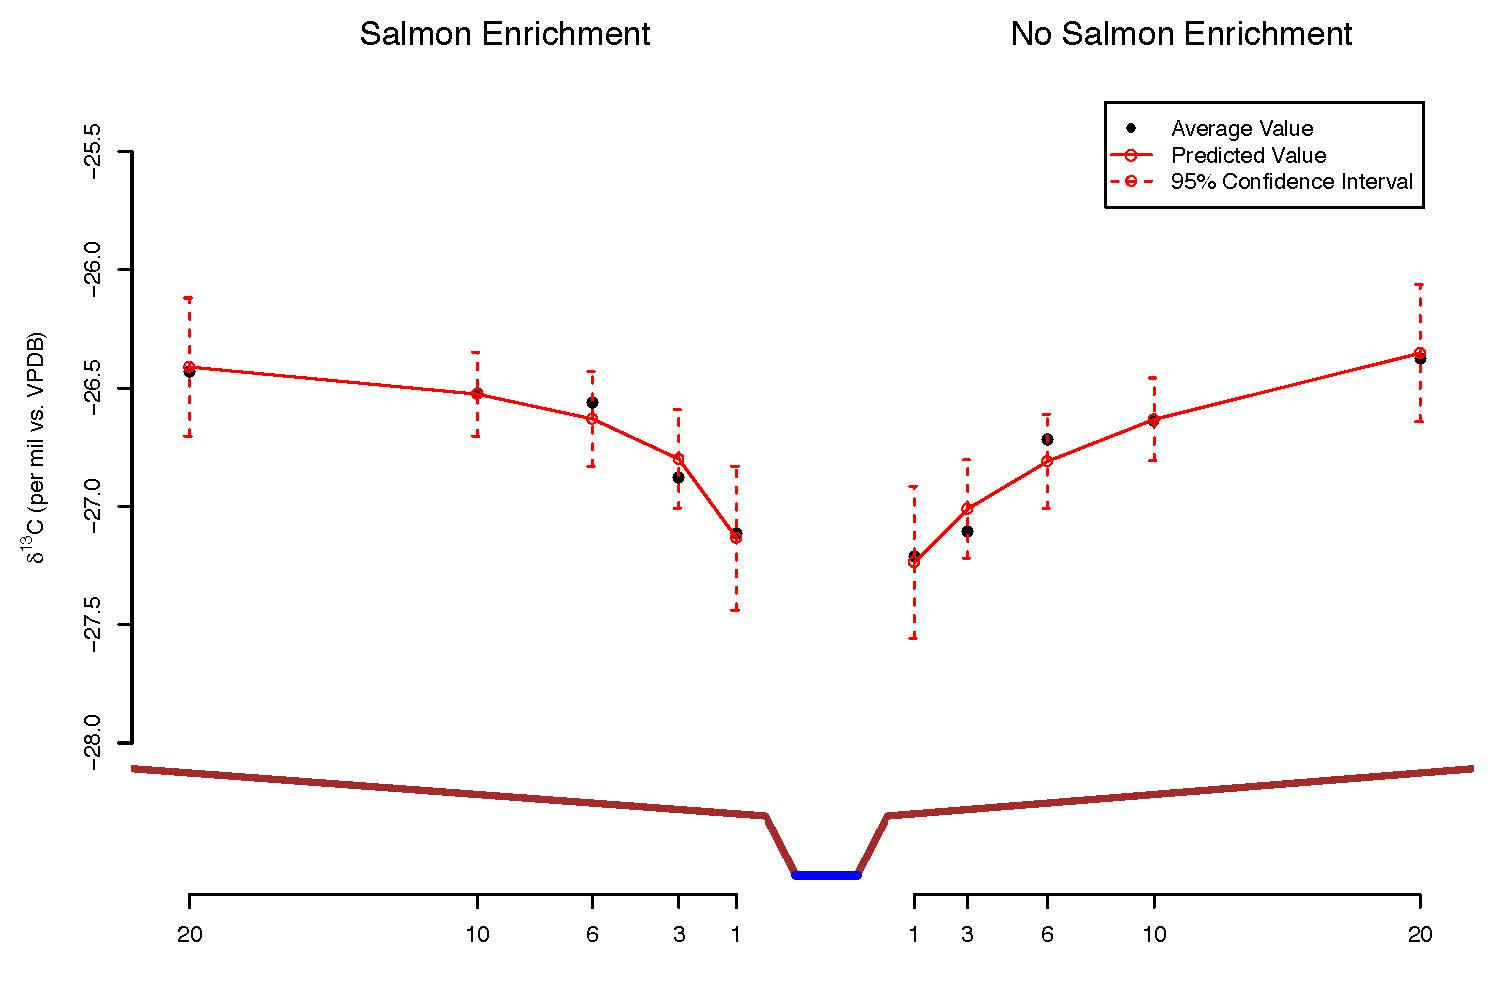 Salmon Enrichment
No Salmon Enrichment
Average Value
Predicted Value
95% Confidence Interval
δ13C (per mil vs. VPDB)
−25.5
−26.0
−26.5
−27.0
−27.5
−28.0
20 10 6 3 1
1 3 6 10 20